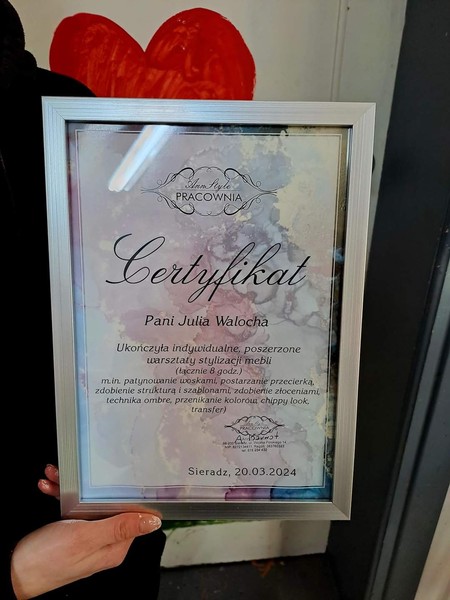 AnnStyle
PRACOWNIA
Certyfikat
Pani Julia Walocha
Ukończyła indywidualne, poszerzone
warsztaty stylizacji mebli
(łącznie 8 godz.)
m.in. patynowanie woskami, postarzanie przecierką,
zdobienie strukturą i szablonami, zdobienie złoceniami,
technika ombre, przenikanie kolorów, chippy look,
transfer)
PRACOWNIA
Sieradz, 20.03.2024